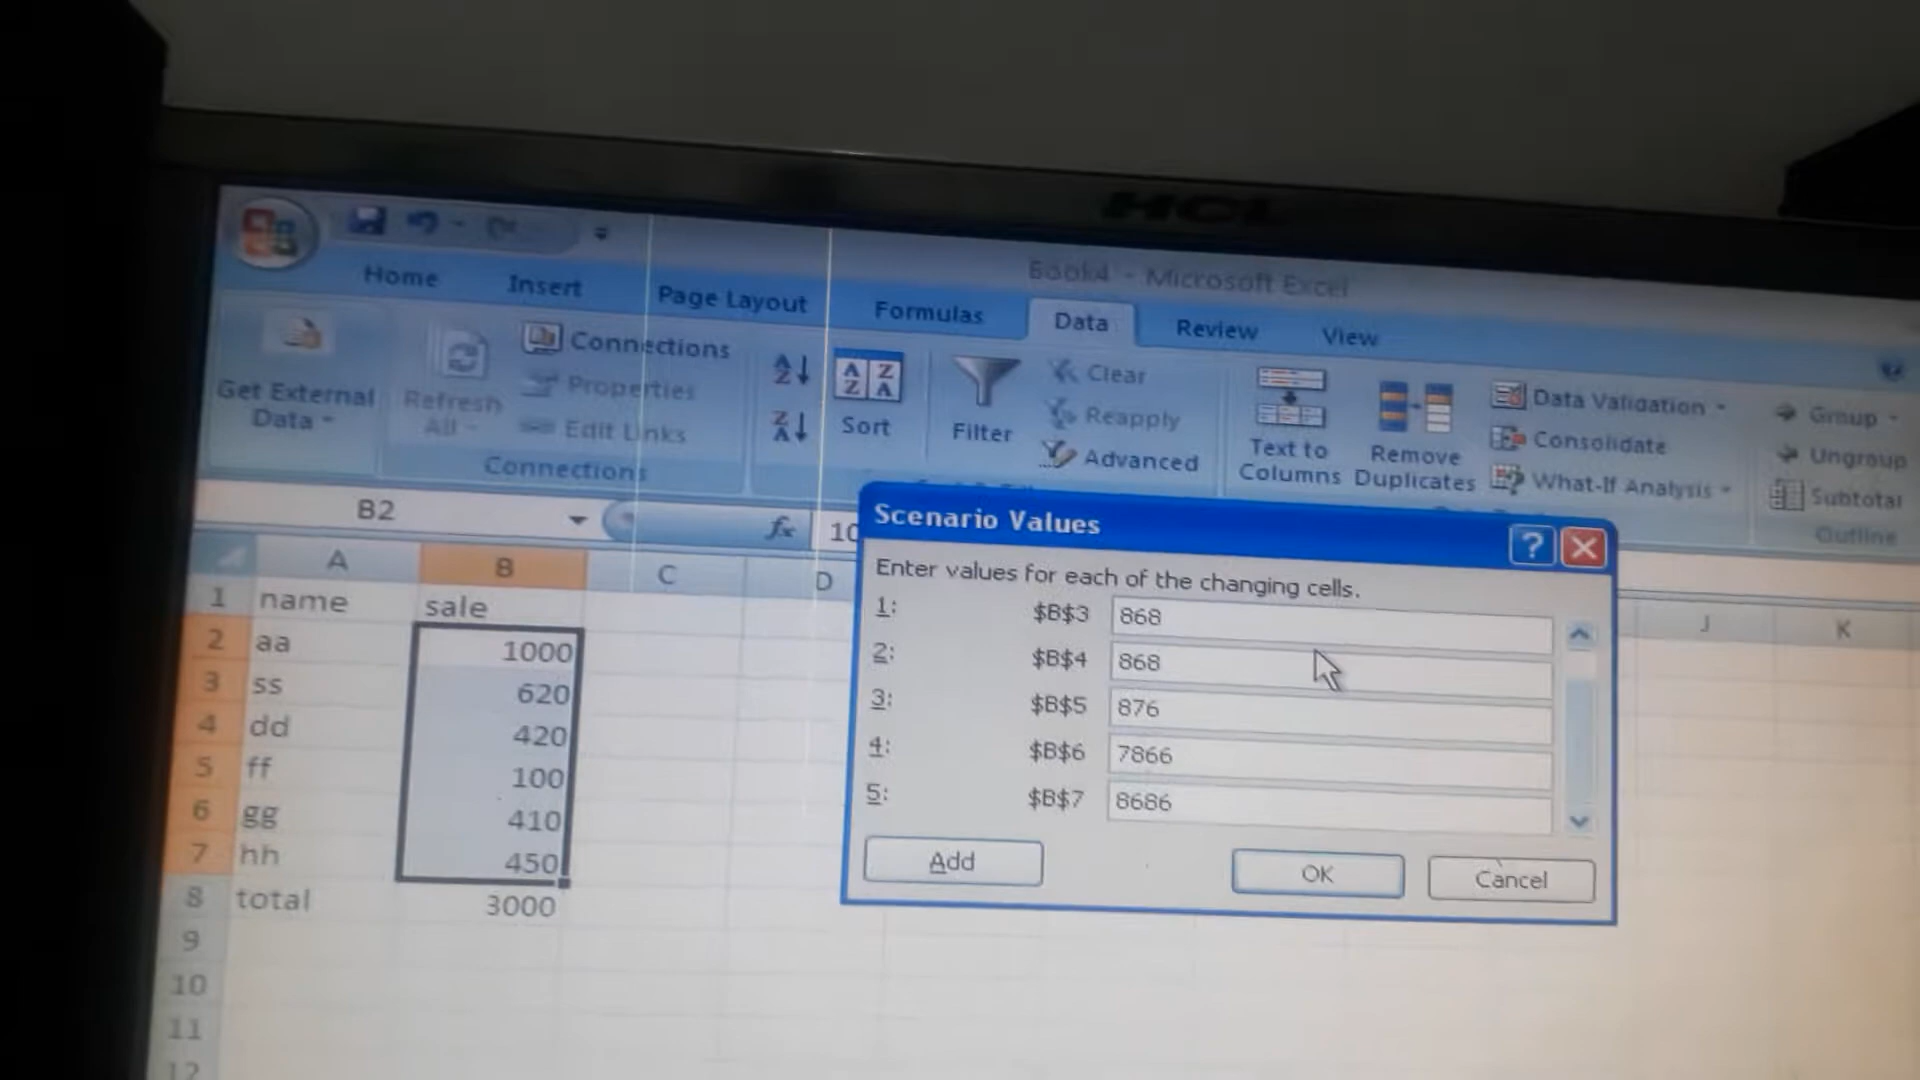 HCL
Book4 - Microsoft Excel
Home Insert Page Layout Formulas Data Review View
Get External Data
Refresh All
Connections
Properties
Edit Links
Connections
Sort
Filter
Clear
Reapply
Advanced
Text to Columns
Remove Duplicates
Data Validation
Consolidate
What-If Analysis
Group
Ungroup
Subtotal
Outline
B2 fx 10
A B C D J K
1 name sale
2 aa 1000
3 ss 620
4 dd 420
5 ff 100
6 gg 410
7 hh 450
8 total 3000
9
10
11
12
Scenario Values
Enter values for each of the changing cells.
1: $B$3 868
2: $B$4 868
3: $B$5 876
4: $B$6 7866
5: $B$7 8686
Add OK Cancel